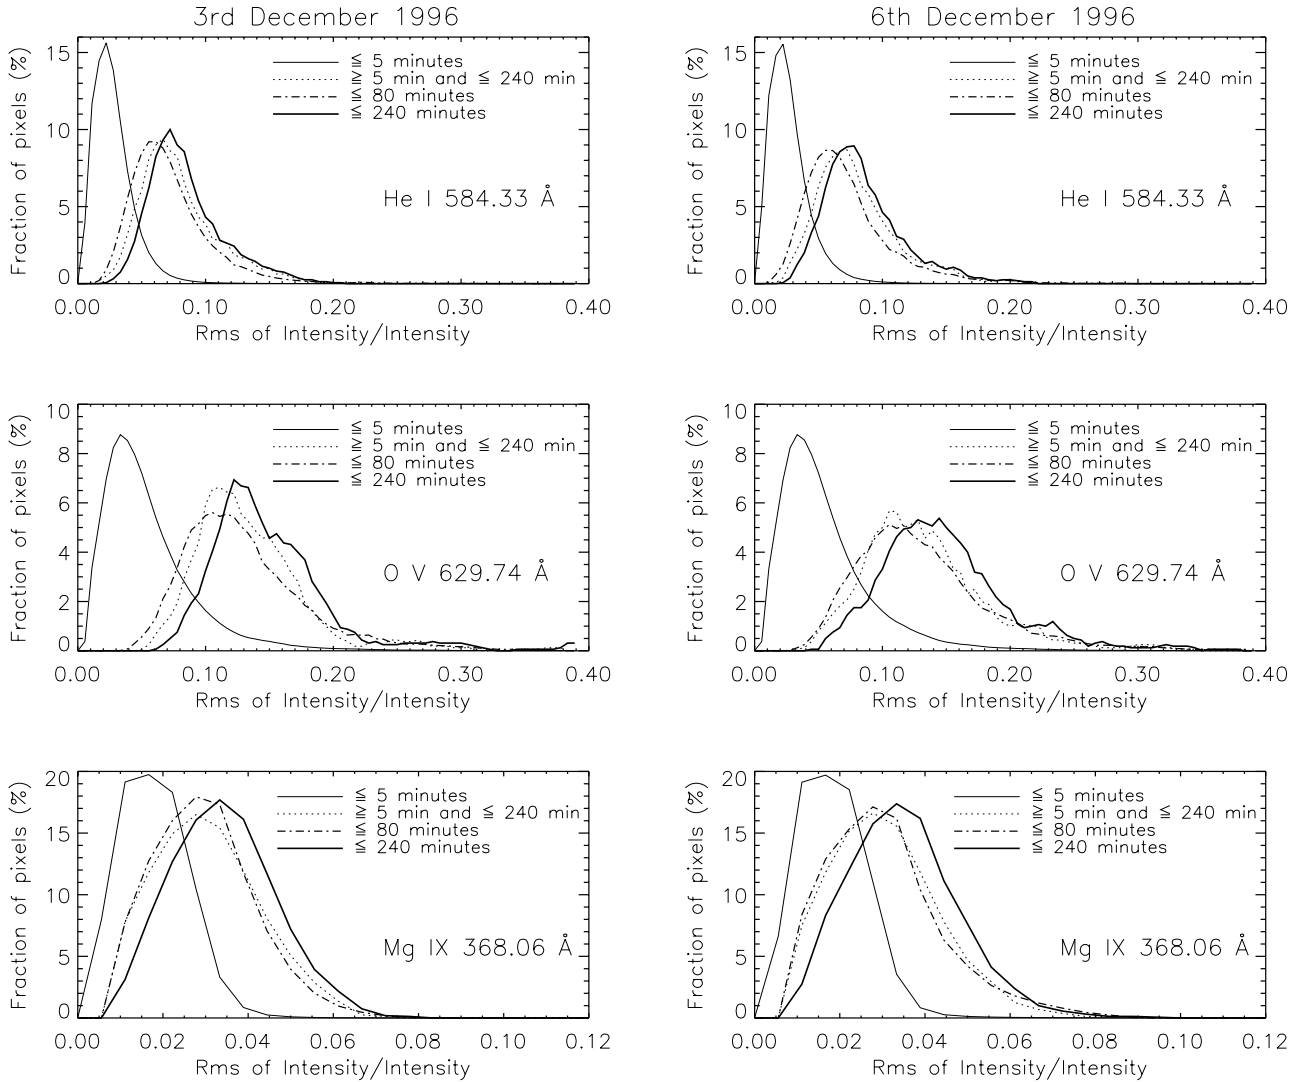 3rd December 1996
15
10
5
0
Fraction of pixels (%)
≦ 5 minutes
≧ 5 min and ≦ 240 min
≦ 80 minutes
≦ 240 minutes
He I 584.33 Å
0.00 0.10 0.20 0.30 0.40
Rms of Intensity/Intensity
6th December 1996
15
10
5
0
Fraction of pixels (%)
≦ 5 minutes
≧ 5 min and ≦ 240 min
≦ 80 minutes
≦ 240 minutes
He I 584.33 Å
0.00 0.10 0.20 0.30 0.40
Rms of Intensity/Intensity
10
8
6
4
2
0
Fraction of pixels (%)
≦ 5 minutes
≧ 5 min and ≦ 240 min
≦ 80 minutes
≦ 240 minutes
O V 629.74 Å
0.00 0.10 0.20 0.30 0.40
Rms of Intensity/Intensity
10
8
6
4
2
0
Fraction of pixels (%)
≦ 5 minutes
≧ 5 min and ≦ 240 min
≦ 80 minutes
≦ 240 minutes
O V 629.74 Å
0.00 0.10 0.20 0.30 0.40
Rms of Intensity/Intensity
20
15
10
5
0
Fraction of pixels (%)
≦ 5 minutes
≧ 5 min and ≦ 240 min
≦ 80 minutes
≦ 240 minutes
Mg IX 368.06 Å
0.00 0.02 0.04 0.06 0.08 0.10 0.12
Rms of Intensity/Intensity
20
15
10
5
0
Fraction of pixels (%)
≦ 5 minutes
≧ 5 min and ≦ 240 min
≦ 80 minutes
≦ 240 minutes
Mg IX 368.06 Å
0.00 0.02 0.04 0.06 0.08 0.10 0.12
Rms of Intensity/Intensity